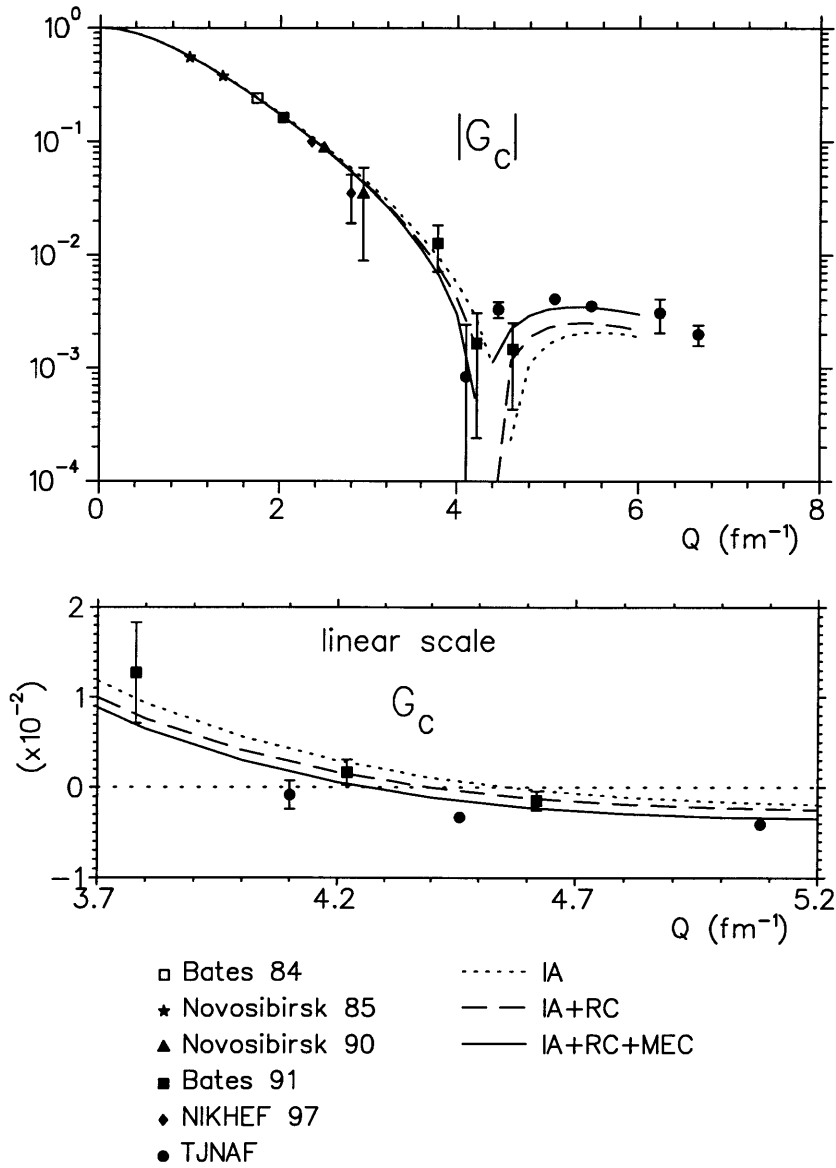 10⁰
10⁻¹
10⁻²
10⁻³
10⁻⁴
|G_C|
0 2 4 6 8
Q (fm⁻¹)
2
1
0
−1
(x10⁻²)
linear scale
G_C
3.7 4.2 4.7 5.2
Q (fm⁻¹)
Bates 84
Novosibirsk 85
Novosibirsk 90
Bates 91
NIKHEF 97
TJNAF
IA
IA+RC
IA+RC+MEC